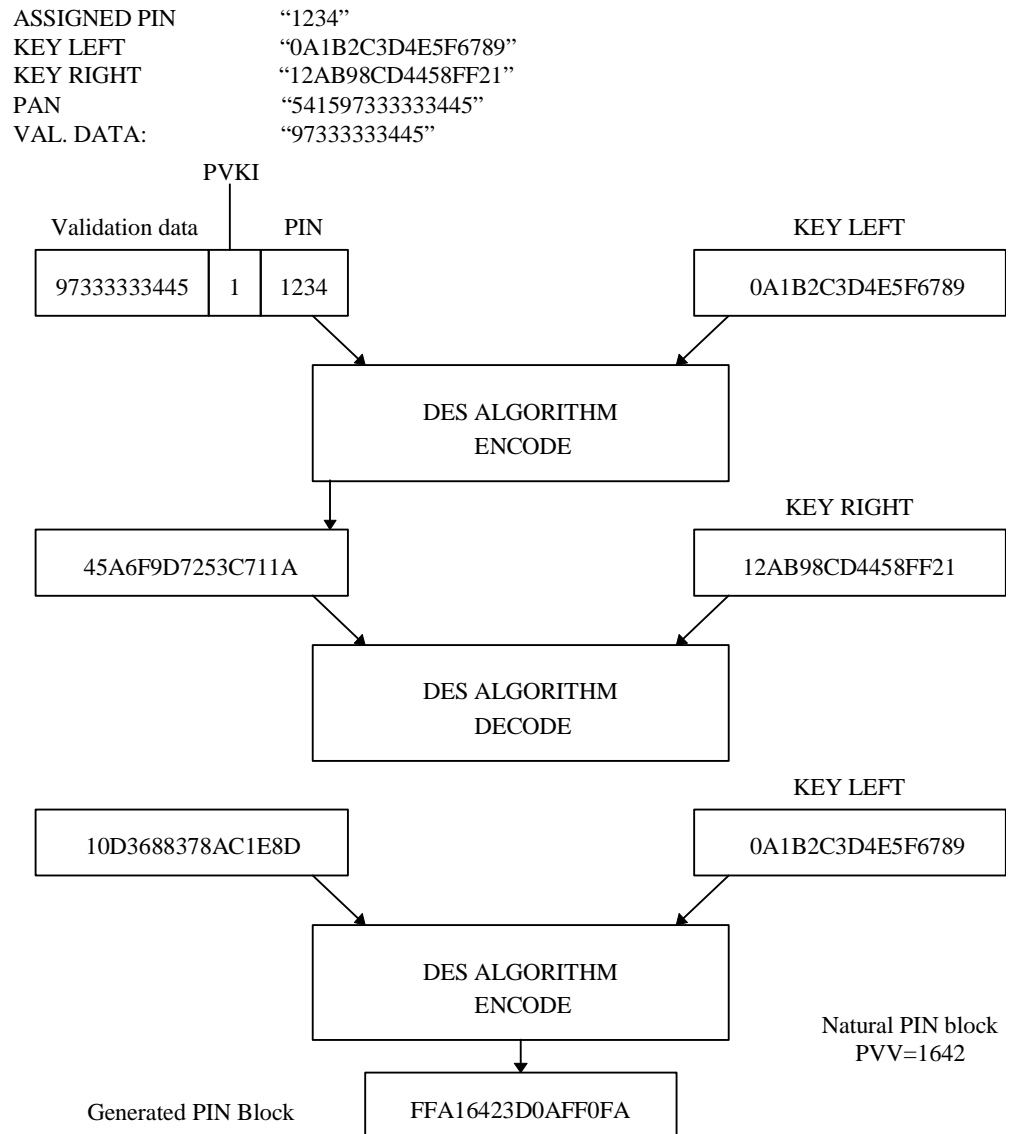 ASSIGNED PIN “1234”
KEY LEFT “0A1B2C3D4E5F6789”
KEY RIGHT “12AB98CD4458FF21”
PAN “541597333333445”
VAL. DATA: “97333333445”
PVKI
Validation data PIN KEY LEFT
97333333445 1 1234 0A1B2C3D4E5F6789
DES ALGORITHM
ENCODE
KEY RIGHT
45A6F9D7253C711A 12AB98CD4458FF21
DES ALGORITHM
DECODE
KEY LEFT
10D3688378AC1E8D 0A1B2C3D4E5F6789
DES ALGORITHM
ENCODE
Natural PIN block
PVV=1642
Generated PIN Block FFA16423D0AFF0FA